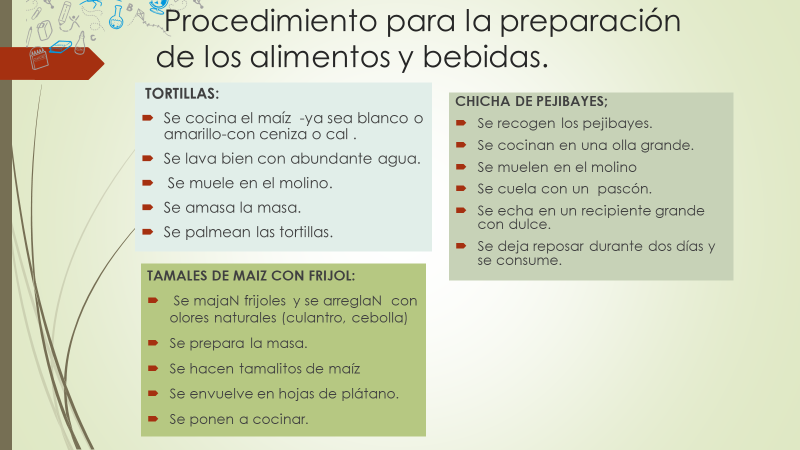 Procedimiento para la preparación
de los alimentos y bebidas.
TORTILLAS:
Se cocina el maíz -ya sea blanco o
amarillo-con ceniza o cal .
Se lava bien con abundante agua.
Se muele en el molino.
Se amasa la masa.
Se palmean las tortillas.
TAMALES DE MAIZ CON FRIJOL:
Se majaN frijoles y se arreglaN con
olores naturales (culantro, cebolla)
Se prepara la masa.
Se hacen tamalitos de maíz
Se envuelve en hojas de plátano.
Se ponen a cocinar.
CHICHA DE PEJIBAYES;
Se recogen los pejibayes.
Se cocinan en una olla grande.
Se muelen en el molino
Se cuela con un pascón.
Se echa en un recipiente grande
con dulce.
Se deja reposar durante dos días y
se consume.